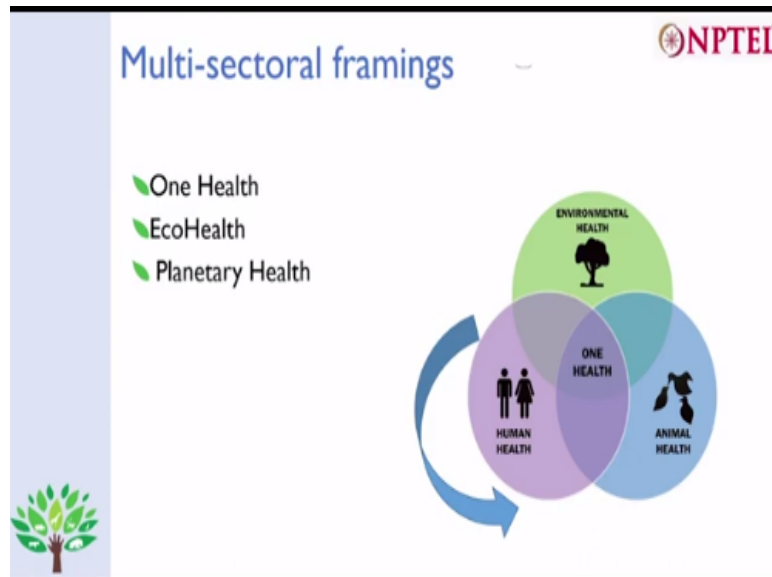 Multi-sectoral framings
NPTEL
One Health
EcoHealth
Planetary Health
ENVIRONMENTAL
HEALTH
ONE
HEALTH
HUMAN
HEALTH
ANIMAL
HEALTH